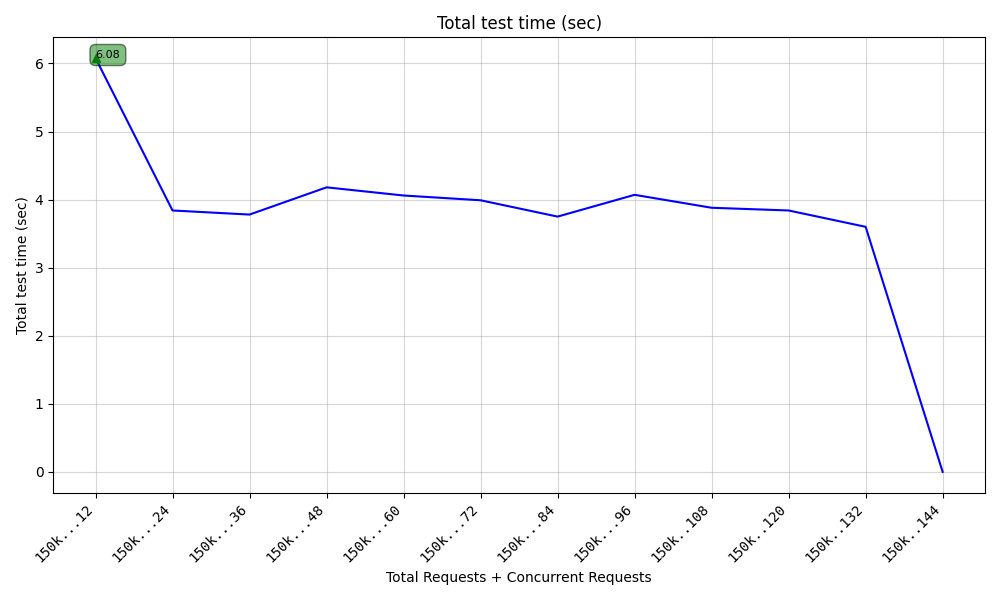 Total test time (sec)
6.08
Total test time (sec)
6
5
4
3
2
1
0
150k...12
150k...24
150k...36
150k...48
150k...60
150k...72
150k...84
150k...96
150k..108
150k..120
150k..132
150k..144
Total Requests + Concurrent Requests